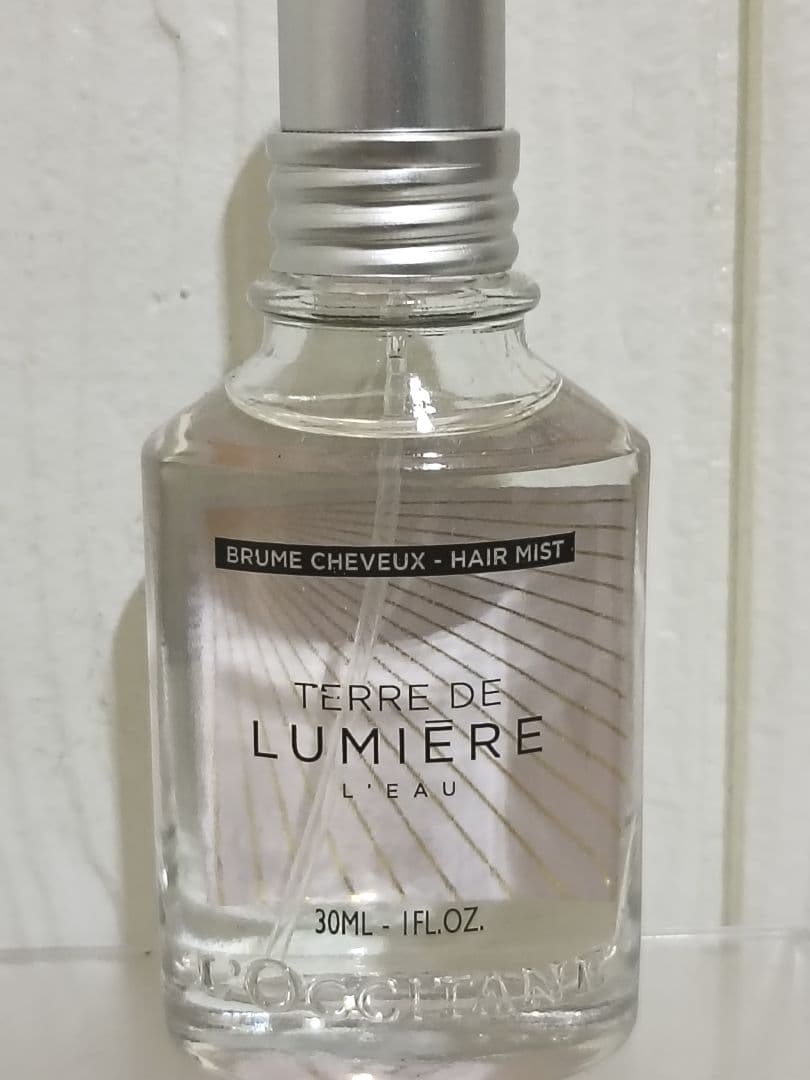 BRUME CHEVEUX - HAIR MIST
TERRE DE
LUMIĒRE
L'EAU
30ML - 1FL.OZ.
L'OCCITANE